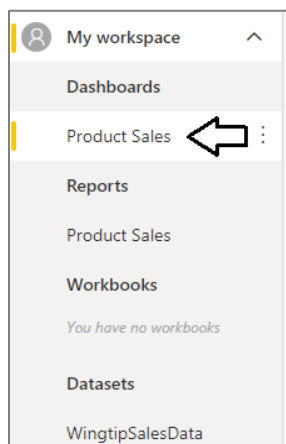 My workspace
Dashboards
Product Sales
Reports
Product Sales
Workbooks
You have no workbooks
Datasets
WingtipSalesData